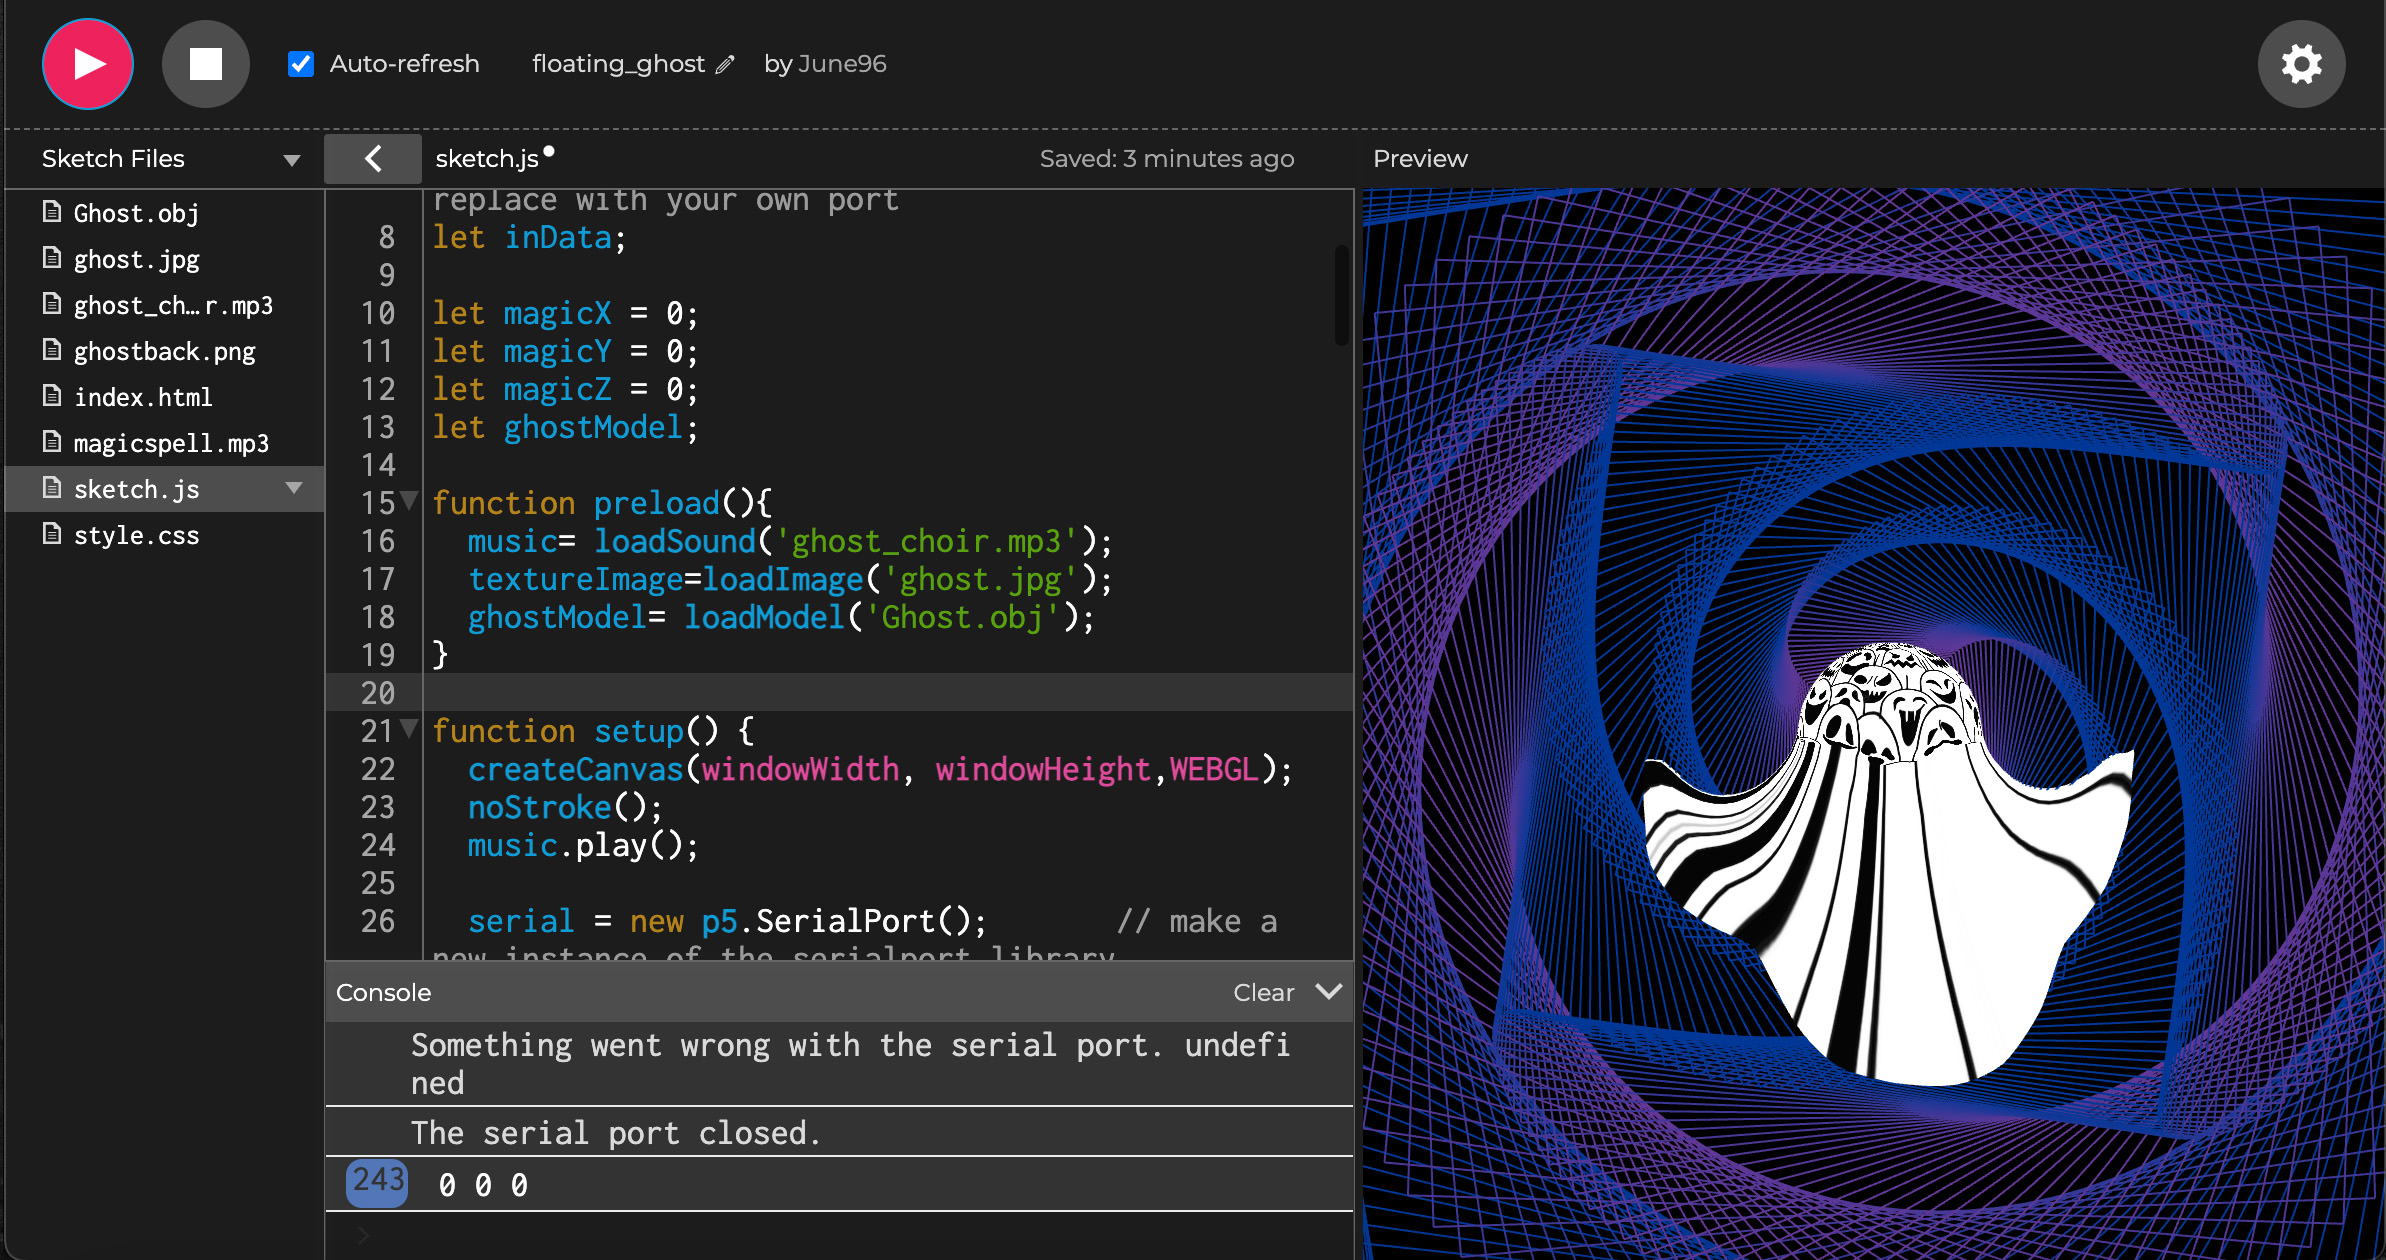 Auto-refresh floating_ghost by June96
Sketch Files
sketch.js
Saved: 3 minutes ago
Preview
Ghost.obj
ghost.jpg
ghost_ch…r.mp3
ghostback.png
index.html
magicspell.mp3
sketch.js
style.css
replace with your own port
8 let inData;
9
10 let magicX = 0;
11 let magicY = 0;
12 let magicZ = 0;
13 let ghostModel;
14
15 function preload(){
16 music= loadSound('ghost_choir.mp3');
17 textureImage=loadImage('ghost.jpg');
18 ghostModel= loadModel('Ghost.obj');
19 }
20
21 function setup() {
22 createCanvas(windowWidth, windowHeight,WEBGL);
23 noStroke();
24 music.play();
25
26 serial = new p5.SerialPort(); // make a
new instance of the serialport library
Console
Clear
Something went wrong with the serial port. undefi
ned
The serial port closed.
243 0 0 0
>